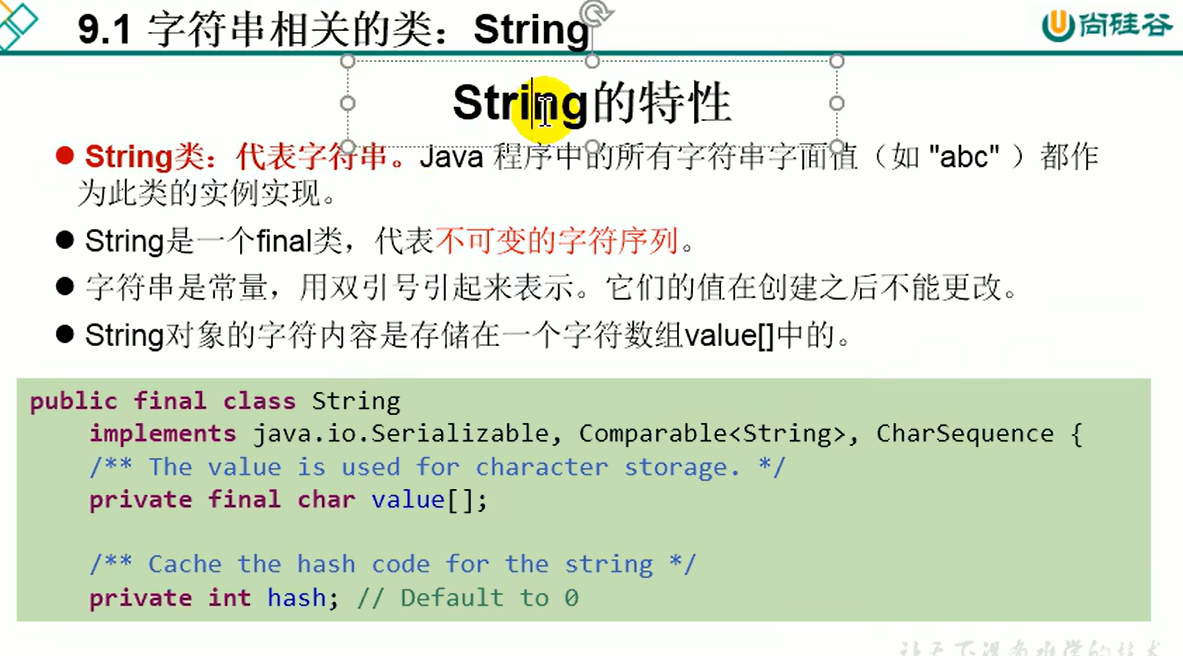 9.1 字符串相关的类：String
尚硅谷
String的特性
● String类：代表字符串。Java 程序中的所有字符串字面值（如 "abc" ）都作
为此类的实例实现。
● String是一个final类，代表不可变的字符序列。
● 字符串是常量，用双引号引起来表示。它们的值在创建之后不能更改。
● String对象的字符内容是存储在一个字符数组value[]中的。
public final class String
implements java.io.Serializable, Comparable<String>, CharSequence {
/** The value is used for character storage. */
private final char value[];
/** Cache the hash code for the string */
private int hash; // Default to 0